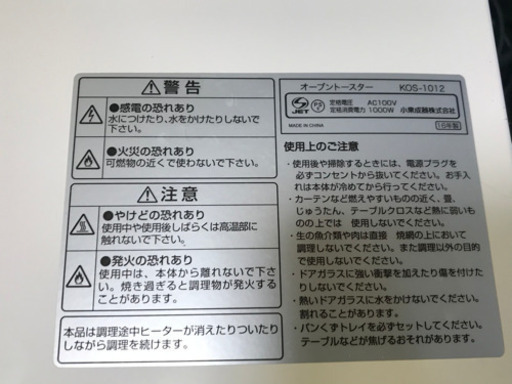 警告
●感電の恐れあり
水につけたり、水をかけたりしないで
下さい。
●火災の恐れあり
可燃物の近くで使わないで下さい。
注意
●やけどの恐れあり
使用中や使用後しばらくは高温部に
触れないで下さい。
●発火の恐れあり
使用中は、本体から離れないで下さ
い。焼き過ぎると調理物が発火する
ことがあります。
本品は調理途中ヒーターが消えたりついたり
しながら調理を続けます。
オーブントースター KOS-1012
JET
PS
E
定格電圧 AC100V
定格消費電力 1000W
小泉成器株式会社
MADE IN CHINA
15年製
使用上のご注意
・使用後や掃除するときには、電源プラグを
必ずコンセントから抜いてください。お手入
れは本体が冷めてから行ってください。
・カーテンなど燃えやすいものの近く、畳、
じゅうたん、テーブルクロスなど熱に弱いも
のの上では 使用しないでください。
・生の魚介類や肉は直接 焼網の上において
調理しないでください。また調理以外の目的
で使用しないでください。
・ドアガラスに強い衝撃を加えたり傷を付けた
りしないでください。
・熱いドアガラスに水をかけないでください。
割れることがあります。
・パンくずトレイを必ずセットしてください。
テーブルなどが焦げるおそれがあります。